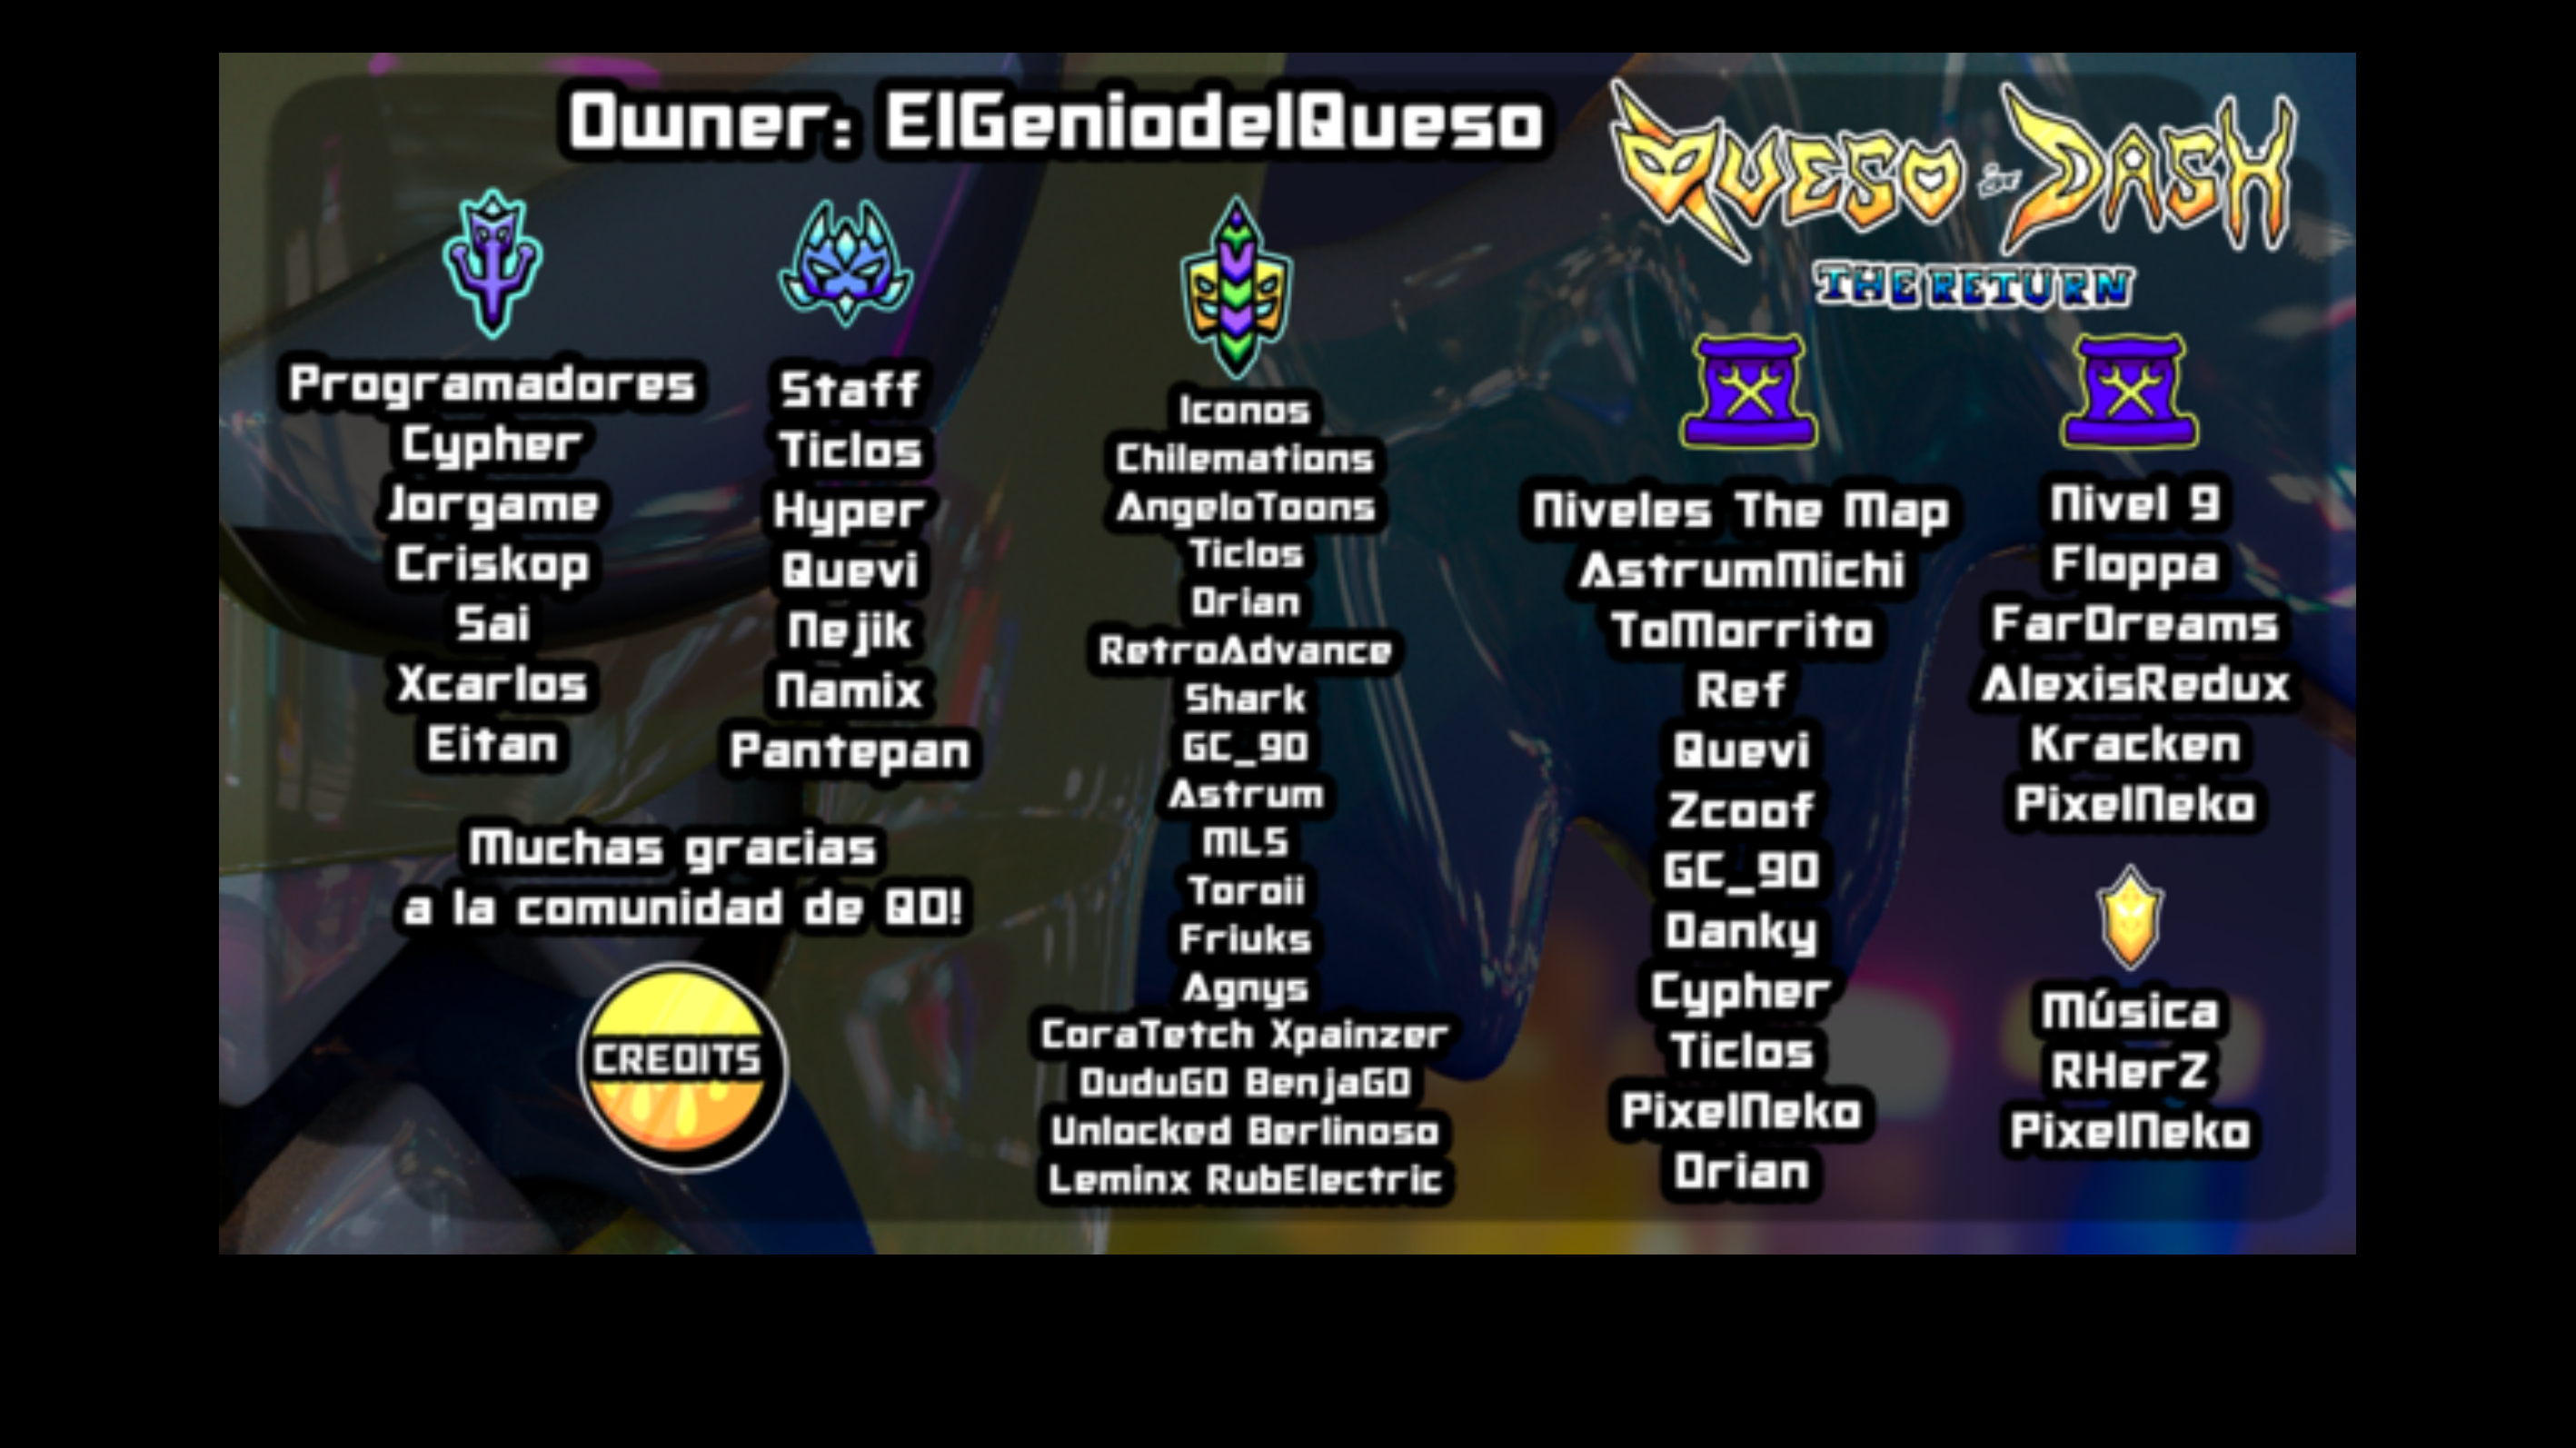 Owner: ElGeniodelQueso
QUESO DASH
THE RETURN
Programadores
Cypher
Jorgame
Criskop
Sai
Xcarlos
Eitan
Staff
Ticlos
Hyper
Quevi
Nejik
Namix
Pantepan
Muchas gracias
a la comunidad de QD!
CREDITS
Iconos
Chilemations
AngeloToons
Ticlos
Drian
RetroAdvance
Shark
GC_90
Astrum
MLS
Toroii
Friuks
Agnys
CoraTetch Xpainzer
DuduGD BenjaGD
Unlocked Berlinoso
Leminx RubElectric
Niveles The Map
AstrumMichi
ToMorrito
Ref
Quevi
Zcoof
GC_90
Danky
Cypher
Ticlos
PixelNeko
Drian
Nivel 9
Floppa
FarDreams
AlexisRedux
Kracken
PixelNeko
Música
RHerZ
PixelNeko